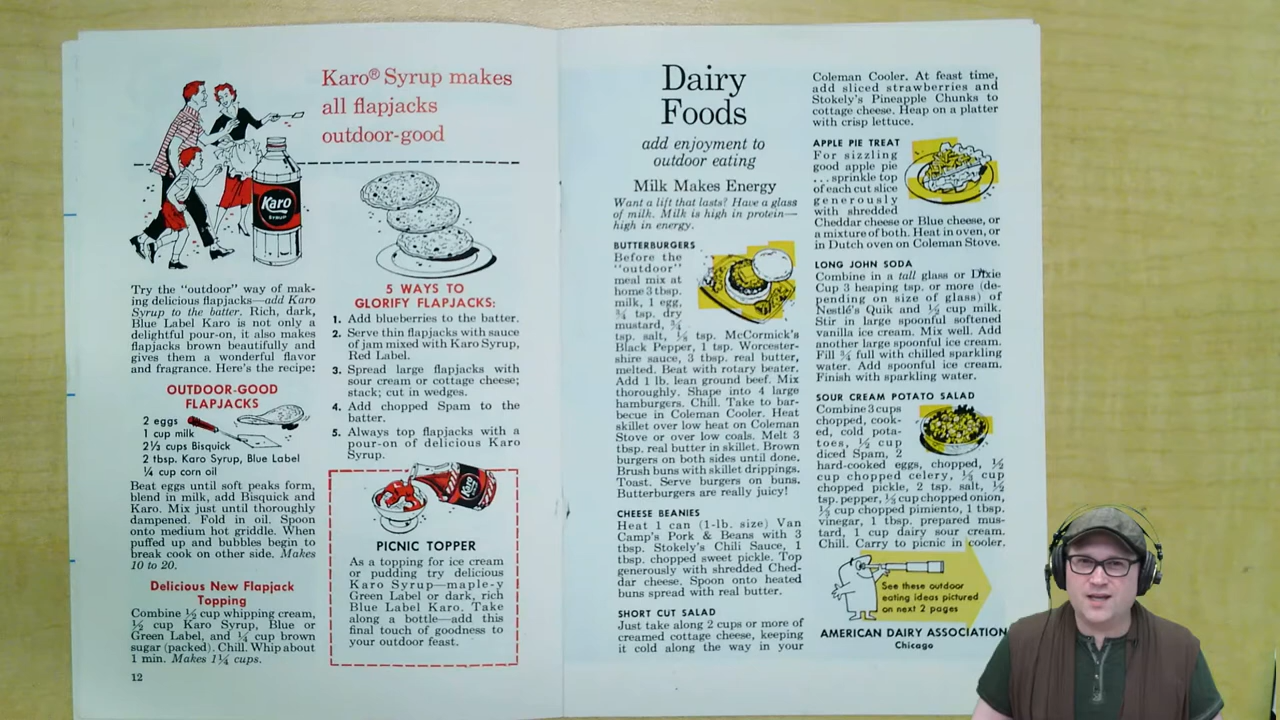 Karo® Syrup makes
all flapjacks
outdoor-good
Karo
SYRUP
Try the "outdoor" way of mak-
ing delicious flapjacks—add Karo
Syrup to the batter. Rich, dark,
Blue Label Karo is not only a
delightful pour-on, it also makes
flapjacks brown beautifully and
gives them a wonderful flavor
and fragrance. Here's the recipe:
OUTDOOR-GOOD
FLAPJACKS
2 eggs
1 cup milk
2½ cups Bisquick
2 tbsp. Karo Syrup, Blue Label
¼ cup corn oil
Beat eggs until soft peaks form,
blend in milk, add Bisquick and
Karo. Mix just until thoroughly
dampened. Fold in oil. Spoon
onto medium hot griddle. When
puffed up and bubbles begin to
break cook on other side. Makes
10 to 20.
Delicious New Flapjack
Topping
Combine ½ cup whipping cream,
½ cup Karo Syrup, Blue or
Green Label, and ¼ cup brown
sugar (packed). Chill. Whip about
1 min. Makes 1¼ cups.
12
5 WAYS TO
GLORIFY FLAPJACKS:
1. Add blueberries to the batter.
2. Serve thin flapjacks with sauce
of jam mixed with Karo Syrup,
Red Label.
3. Spread large flapjacks with
sour cream or cottage cheese;
stack; cut in wedges.
4. Add chopped Spam to the
batter.
5. Always top flapjacks with a
pour-on of delicious Karo
Syrup.
Karo
PICNIC TOPPER
As a topping for ice cream
or pudding try delicious
Karo Syrup—maple-y
Green Label or dark, rich
Blue Label Karo. Take
along a bottle—add this
final touch of goodness to
your outdoor feast.
Dairy
Foods
add enjoyment to
outdoor eating
Milk Makes Energy
Want a lift that lasts? Have a glass
of milk. Milk is high in protein—
high in energy.
BUTTERBURGERS
Before the
"outdoor"
meal mix at
home 3 tbsp.
milk, 1 egg,
¾ tsp. dry
mustard, ¾
tsp. salt, ⅛ tsp. McCormick's
Black Pepper, 1 tsp. Worcester-
shire sauce, 3 tbsp. real butter,
melted. Beat with rotary beater.
Add 1 lb. lean ground beef. Mix
thoroughly. Shape into 4 large
hamburgers. Chill. Take to bar-
becue in Coleman Cooler. Heat
skillet over low heat on Coleman
Stove or over low coals. Melt 3
tbsp. real butter in skillet. Brown
burgers on both sides until done.
Brush buns with skillet drippings.
Toast. Serve burgers on buns.
Butterburgers are really juicy!
CHEESE BEANIES
Heat 1 can (1-lb. size) Van
Camp's Pork & Beans with 3
tbsp. Stokely's Chili Sauce, 1
tbsp. chopped sweet pickle. Top
generously with shredded Ched-
dar cheese. Spoon onto heated
buns spread with real butter.
SHORT CUT SALAD
Just take along 2 cups or more of
creamed cottage cheese, keeping
it cold along the way in your
Coleman Cooler. At feast time,
add sliced strawberries and
Stokely's Pineapple Chunks to
cottage cheese. Heap on a platter
with crisp lettuce.
APPLE PIE TREAT
For sizzling
good apple pie
...sprinkle top
of each cut slice
generously
with shredded
Cheddar cheese or Blue cheese, or
a mixture of both. Heat in oven, or
in Dutch oven on Coleman Stove.
LONG JOHN SODA
Combine in a tall glass or Dixie
Cup 3 heaping tsp. or more (de-
pending on size of glass) of
Nestlé's Quik and ½ cup milk.
Stir in large spoonful softened
vanilla ice cream. Mix well. Add
another large spoonful ice cream.
Fill ¾ full with chilled sparkling
water. Add spoonful ice cream.
Finish with sparkling water.
SOUR CREAM POTATO SALAD
Combine 3 cups
chopped, cook-
ed, cold pota-
toes, ½ cup
diced Spam, 2
hard-cooked eggs, chopped, ½
cup chopped celery, ½ cup
chopped pickle, 2 tsp. salt, ½
tsp. pepper, ¼ cup chopped onion,
½ cup chopped pimiento, 1 tbsp.
vinegar, 1 tbsp. prepared mus-
tard, 1 cup dairy sour cream.
Chill. Carry to picnic in cooler.
See these outdoor
eating ideas pictured
on next 2 pages
AMERICAN DAIRY ASSOCIATION
Chicago